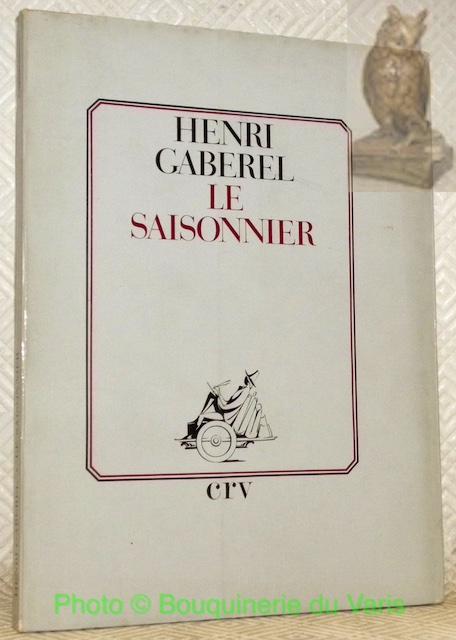 HENRI
GABEREL
LE
SAISONNIER
crv
Photo © Bouquinerie du Varis